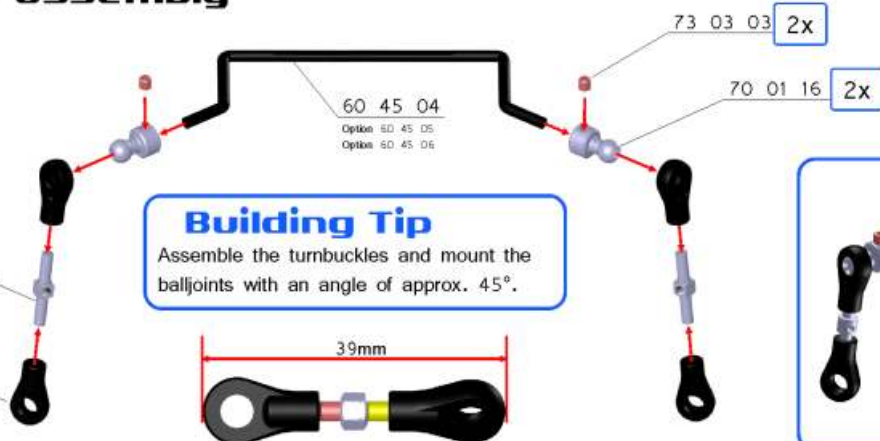 assembly
73 03 03 2x
70 01 16 2x
60 45 04
Option 60 45 05
Option 60 45 06
Building Tip
Assemble the turnbuckles and mount the
balljoints with an angle of approx. 45°.
39mm